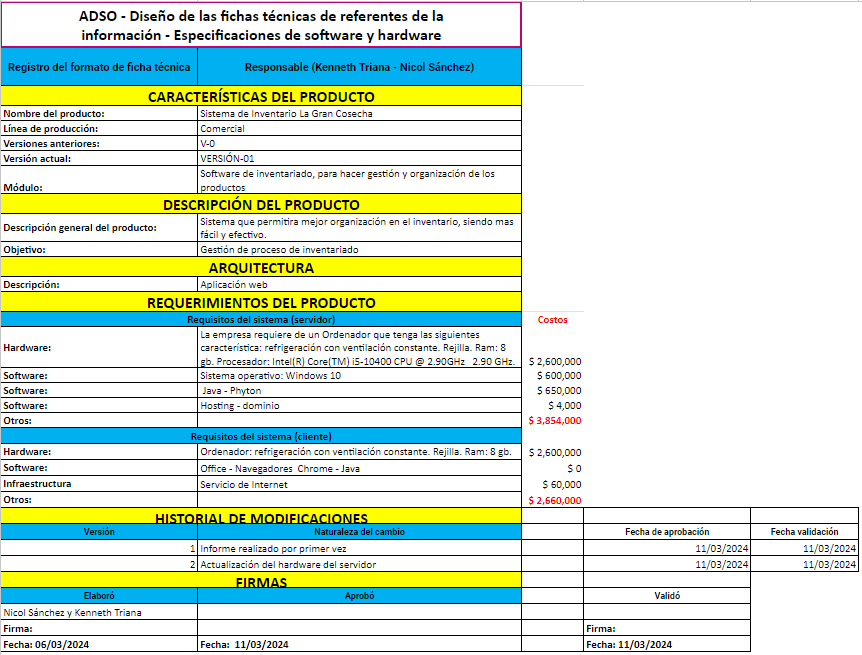 ADSO - Diseño de las fichas técnicas de referentes de la
información - Especificaciones de software y hardware
Registro del formato de ficha técnica Responsable (Kenneth Triana - Nicol Sánchez)
CARACTERÍSTICAS DEL PRODUCTO
Nombre del producto: Sistema de Inventario La Gran Cosecha
Línea de producción: Comercial
Versiones anteriores: V-0
Versión actual: VERSIÓN-01
Módulo: Software de inventariado, para hacer gestión y organización de los
productos
DESCRIPCIÓN DEL PRODUCTO
Descripción general del producto: Sistema que permitira mejor organización en el inventario, siendo mas
fácil y efectivo.
Objetivo: Gestión de proceso de inventariado
ARQUITECTURA
Descripción: Aplicación web
REQUERIMIENTOS DEL PRODUCTO
Requisitos del sistema (servidor) Costos
Hardware: La empresa requiere de un Ordenador que tenga las siguientes
característica: refrigeración con ventilación constante. Rejilla. Ram: 8
gb. Procesador: Intel(R) Core(TM) i5-10400 CPU @ 2.90GHz 2.90 GHz. $ 2,600,000
Software: Sistema operativo: Windows 10 $ 600,000
Software: Java - Phyton $ 650,000
Software: Hosting - dominio $ 4,000
Otros: $ 3,854,000
Requisitos del sistema (cliente)
Hardware: Ordenador: refrigeración con ventilación constante. Rejilla. Ram: 8 gb. $ 2,600,000
Software: Office - Navegadores Chrome - Java $ 0
Infraestructura Servicio de Internet $ 60,000
Otros: $ 2,660,000
HISTORIAL DE MODIFICACIONES
Versión Naturaleza del cambio Fecha de aprobación Fecha validación
1 Informe realizado por primer vez 11/03/2024 11/03/2024
2 Actualización del hardware del servidor 11/03/2024 11/03/2024
FIRMAS
Elaboró Aprobó Validó
Nicol Sánchez y Kenneth Triana
Firma: Firma:
Fecha: 06/03/2024 Fecha: 11/03/2024 Fecha: 11/03/2024